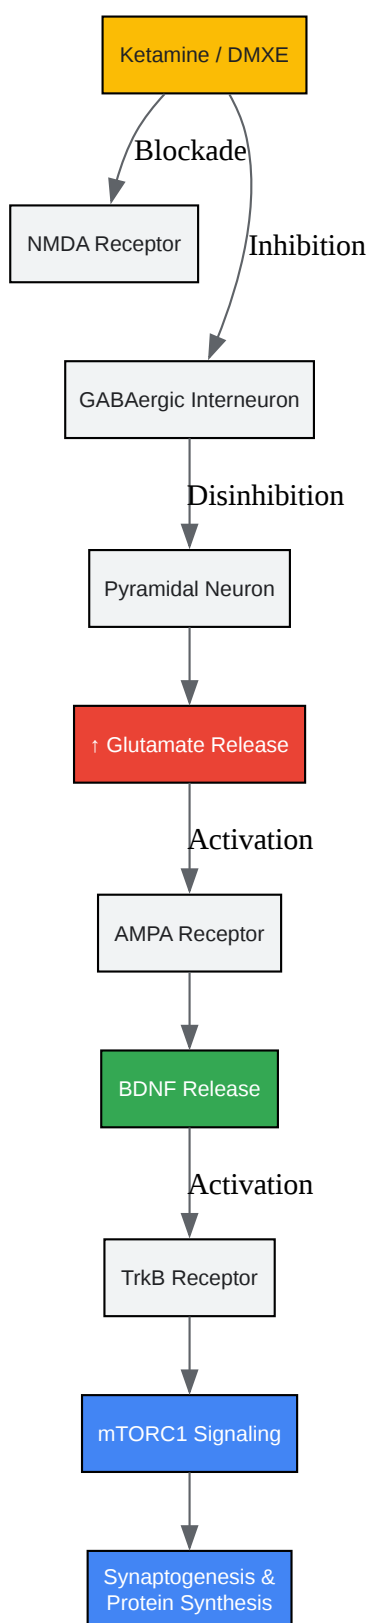 Ketamine / DMXE
Blockade
NMDA Receptor
Inhibition
GABAergic Interneuron
Disinhibition
Pyramidal Neuron
↑ Glutamate Release
Activation
AMPA Receptor
BDNF Release
Activation
TrkB Receptor
mTORC1 Signaling
Synaptogenesis &
Protein Synthesis